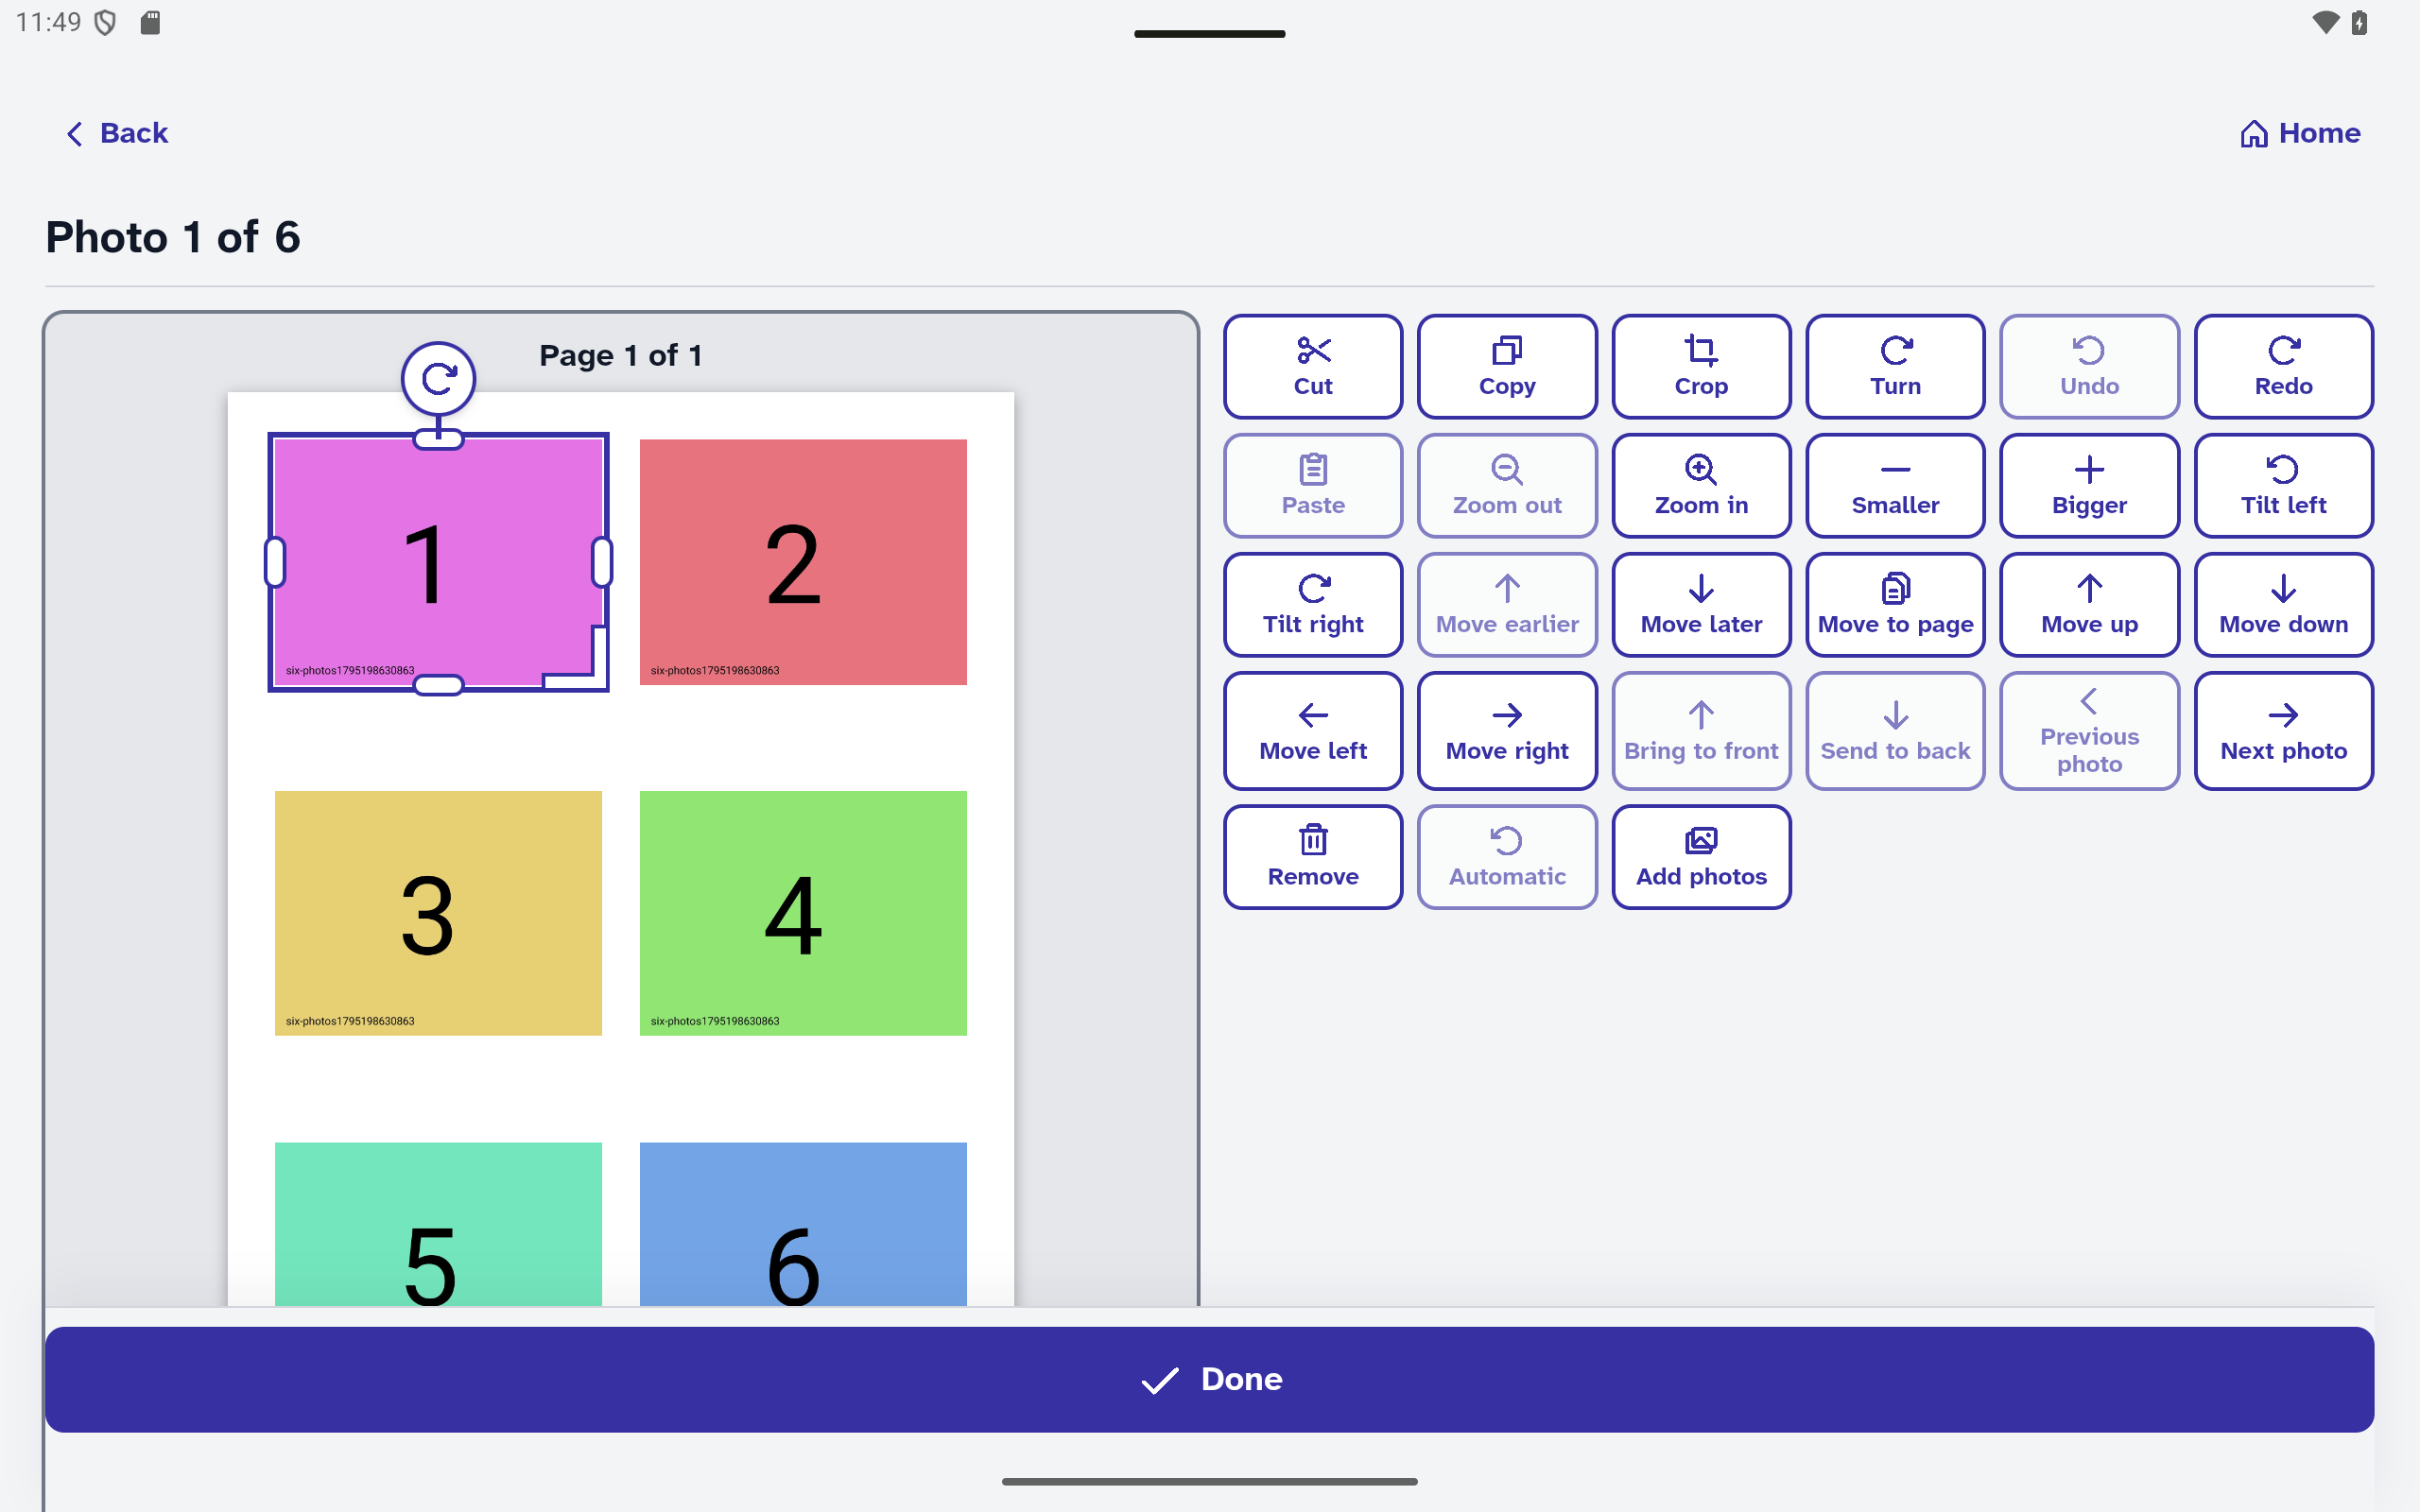 11:49
Back
Home
Photo 1 of 6
Page 1 of 1
1
six-photos1795198630863
2
six-photos1795198630863
3
six-photos1795198630863
4
six-photos1795198630863
5
6
Cut
Copy
Crop
Turn
Undo
Redo
Paste
Zoom out
Zoom in
Smaller
Bigger
Tilt left
Tilt right
Move earlier
Move later
Move to page
Move up
Move down
Move left
Move right
Bring to front
Send to back
Previous
photo
Next photo
Remove
Automatic
Add photos
Done